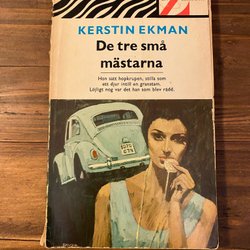 Z
KERSTIN EKMAN
De tre små
mästarna
Hon satt hopkrupen, stilla som
ett djur intill en granstam.
Löjligt nog var det han som blev rädd.